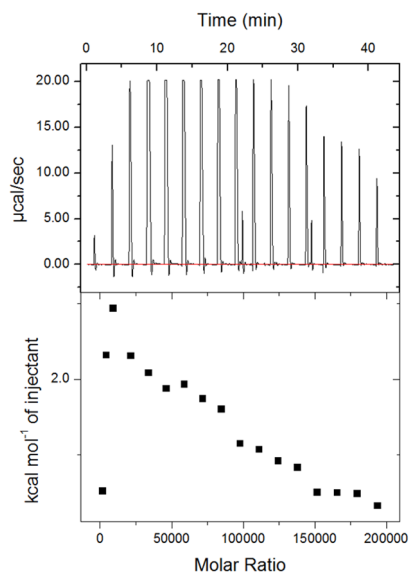 Time (min)
0 10 20 30 40
20.00
15.00
10.00
5.00
0.00
µcal/sec
2.0
kcal mol⁻¹ of injectant
0 50000 100000 150000 200000
Molar Ratio